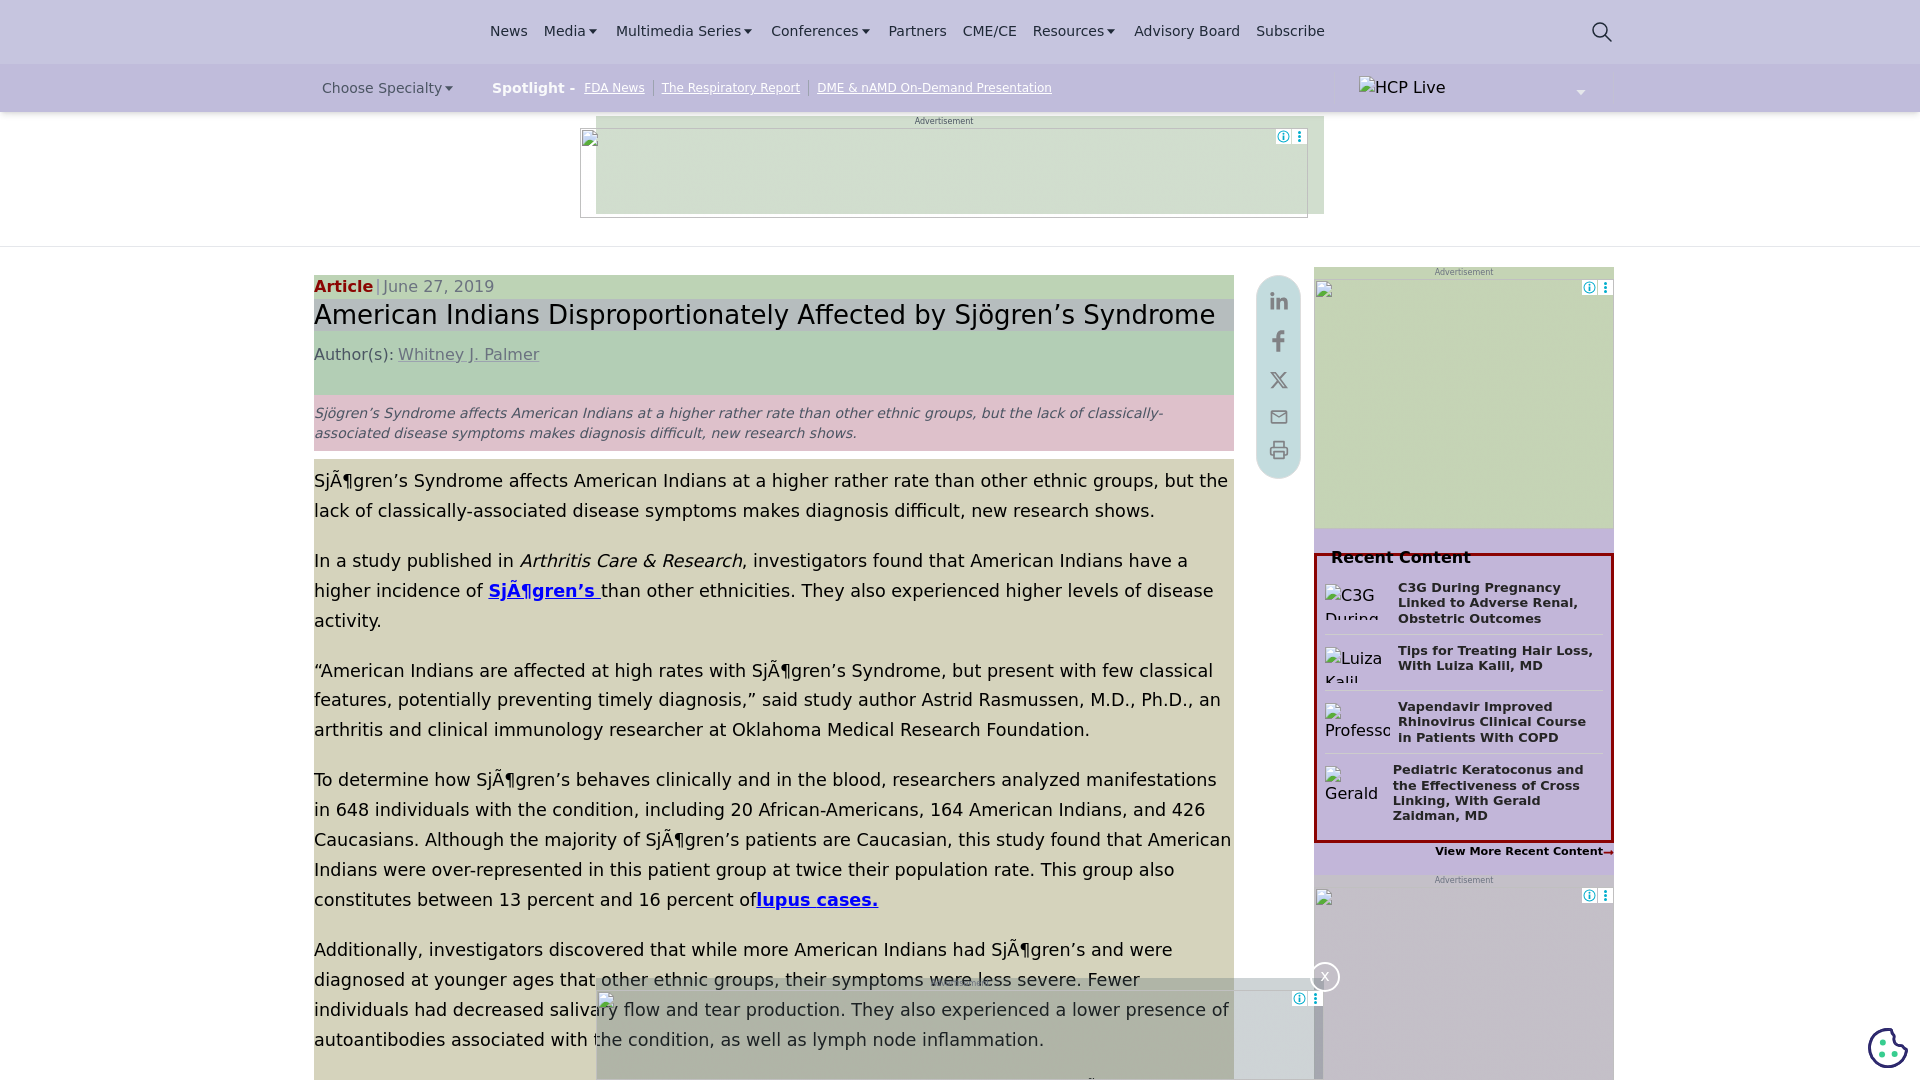 News Media Multimedia Series Conferences Partners CME/CE Resources Advisory Board Subscribe
Choose Specialty Spotlight - FDA News The Respiratory Report DME & nAMD On-Demand Presentation HCP Live
Advertisement
Article | June 27, 2019
American Indians Disproportionately Affected by Sjögren’s Syndrome
Author(s): Whitney J. Palmer
Sjögren’s Syndrome affects American Indians at a higher rather rate than other ethnic groups, but the lack of classically-
associated disease symptoms makes diagnosis difficult, new research shows.
SjÃ¶gren’s Syndrome affects American Indians at a higher rather rate than other ethnic groups, but the
lack of classically-associated disease symptoms makes diagnosis difficult, new research shows.
In a study published in Arthritis Care & Research, investigators found that American Indians have a
higher incidence of SjÃ¶gren’s than other ethnicities. They also experienced higher levels of disease
activity.
“American Indians are affected at high rates with SjÃ¶gren’s Syndrome, but present with few classical
features, potentially preventing timely diagnosis,” said study author Astrid Rasmussen, M.D., Ph.D., an
arthritis and clinical immunology researcher at Oklahoma Medical Research Foundation.
To determine how SjÃ¶gren’s behaves clinically and in the blood, researchers analyzed manifestations
in 648 individuals with the condition, including 20 African-Americans, 164 American Indians, and 426
Caucasians. Although the majority of SjÃ¶gren’s patients are Caucasian, this study found that American
Indians were over-represented in this patient group at twice their population rate. This group also
constitutes between 13 percent and 16 percent oflupus cases.
Additionally, investigators discovered that while more American Indians had SjÃ¶gren’s and were
diagnosed at younger ages that other ethnic groups, their symptoms were less severe. Fewer
individuals had decreased salivary flow and tear production. They also experienced a lower presence of
autoantibodies associated with the condition, as well as lymph node inflammation.
Advertisement
X
Advertisement
Recent Content
C3G During
C3G During Pregnancy
Linked to Adverse Renal,
Obstetric Outcomes
Luiza Kalil
Tips for Treating Hair Loss,
With Luiza Kalil, MD
Professo
Vapendavir Improved
Rhinovirus Clinical Course
in Patients With COPD
Gerald
Pediatric Keratoconus and
the Effectiveness of Cross
Linking, With Gerald
Zaidman, MD
View More Recent Content→
Advertisement